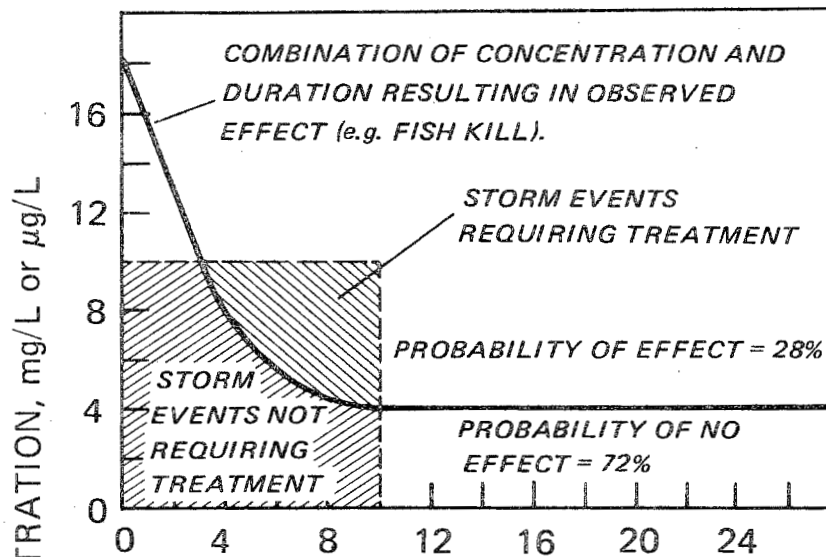 COMBINATION OF CONCENTRATION AND
DURATION RESULTING IN OBSERVED
EFFECT (e.g. FISH KILL).
STORM EVENTS
REQUIRING TREATMENT
PROBABILITY OF EFFECT = 28%
STORM
EVENTS NOT
REQUIRING
TREATMENT
PROBABILITY OF NO
EFFECT = 72%
TRATION, mg/L or µg/L
16
12
8
4
0
0 4 8 12 16 20 24